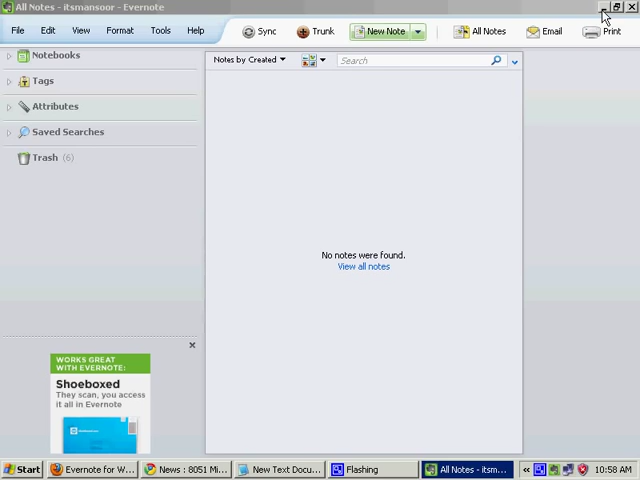 All Notes - itsmansoor - Evernote
File Edit View Format Tools Help
Sync Trunk New Note All Notes Email Print
Notebooks
Tags
Attributes
Saved Searches
Trash (6)
Notes by Created Search
No notes were found.
View all notes
WORKS GREAT
WITH EVERNOTE:
Shoeboxed
They scan, you access
it all in Evernote
Start Evernote for W... News : 8051 Mi... New Text Docu... Flashing All Notes - itsm... « 10:58 AM